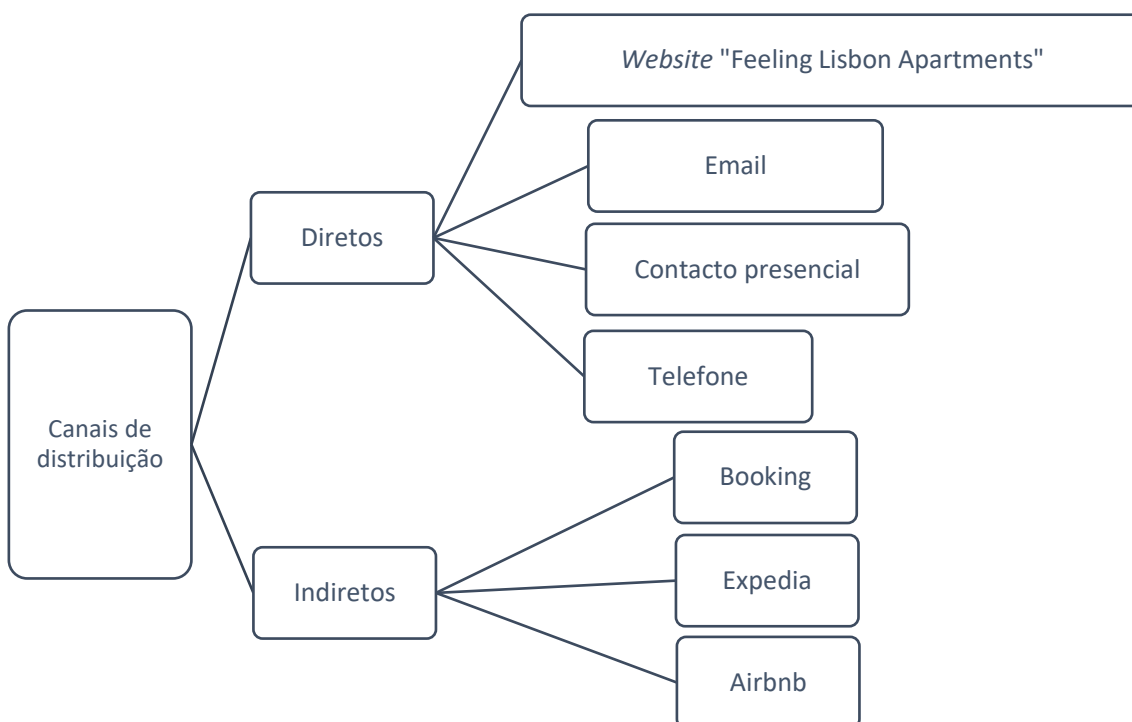 Website "Feeling Lisbon Apartments"
Email
Diretos
Contacto presencial
Telefone
Canais de
distribuição
Booking
Indiretos
Expedia
Airbnb